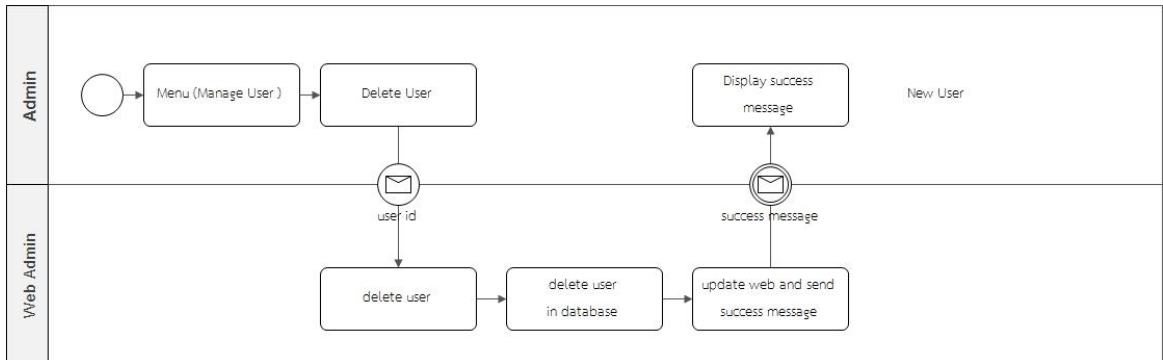 Admin
Menu (Manage User )
Delete User
Display success
message
New User
user id
success message
Web Admin
delete user
delete user
in database
update web and send
success message